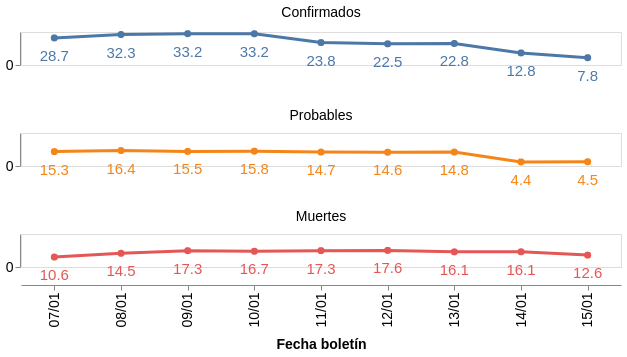 Confirmados
0
28.7 32.3 33.2 33.2 23.8 22.5 22.8 12.8 7.8
Probables
0
15.3 16.4 15.5 15.8 14.7 14.6 14.8 4.4 4.5
Muertes
0
10.6 14.5 17.3 16.7 17.3 17.6 16.1 16.1 12.6
07/01 08/01 09/01 10/01 11/01 12/01 13/01 14/01 15/01
Fecha boletín